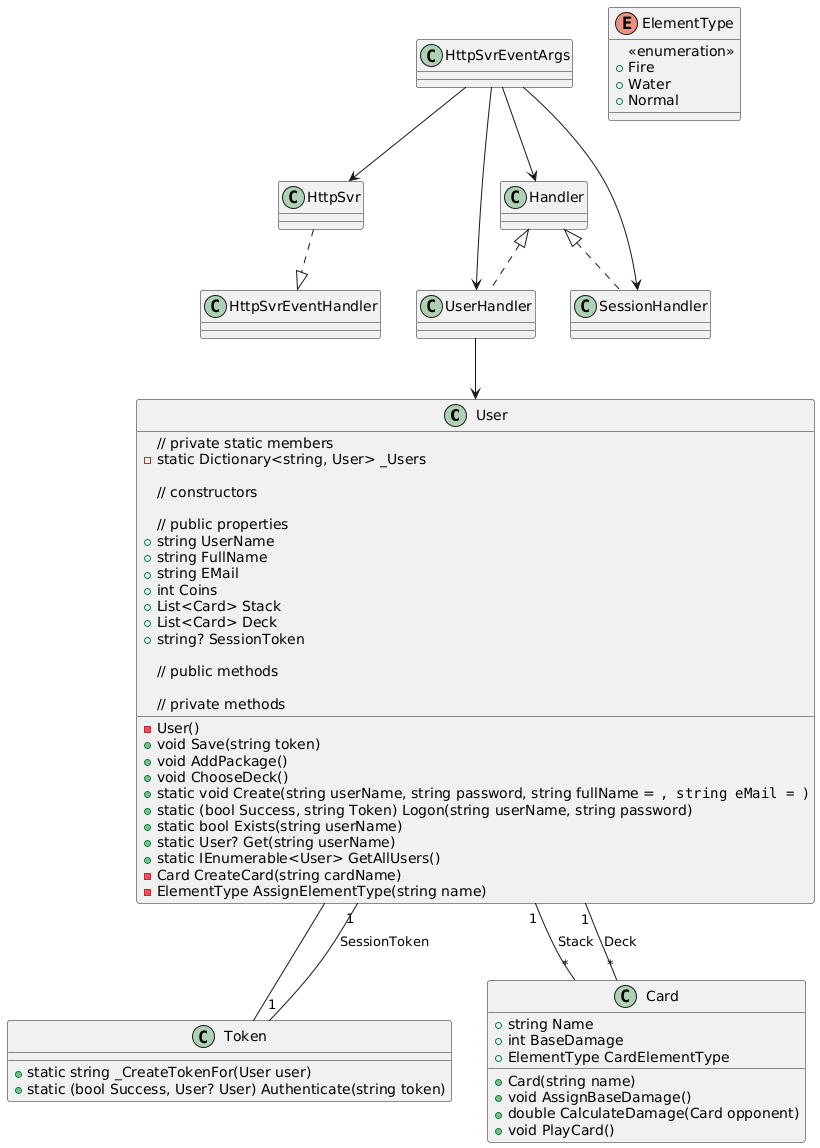 E ElementType
«enumeration»
Fire
Water
Normal
C HttpSvrEventArgs
C HttpSvr
C Handler
C HttpSvrEventHandler
C UserHandler
C SessionHandler
C User
// private static members
static Dictionary<string, User> _Users
// constructors
// public properties
string UserName
string FullName
string EMail
int Coins
List<Card> Stack
List<Card> Deck
string? SessionToken
// public methods
// private methods
User()
void Save(string token)
void AddPackage()
void ChooseDeck()
static void Create(string userName, string password, string fullName = , string eMail = )
static (bool Success, string Token) Logon(string userName, string password)
static bool Exists(string userName)
static User? Get(string userName)
static IEnumerable<User> GetAllUsers()
Card CreateCard(string cardName)
ElementType AssignElementType(string name)
1
1
1
SessionToken
Stack
Deck
*
*
1
C Token
static string _CreateTokenFor(User user)
static (bool Success, User? User) Authenticate(string token)
C Card
string Name
int BaseDamage
ElementType CardElementType
Card(string name)
void AssignBaseDamage()
double CalculateDamage(Card opponent)
void PlayCard()